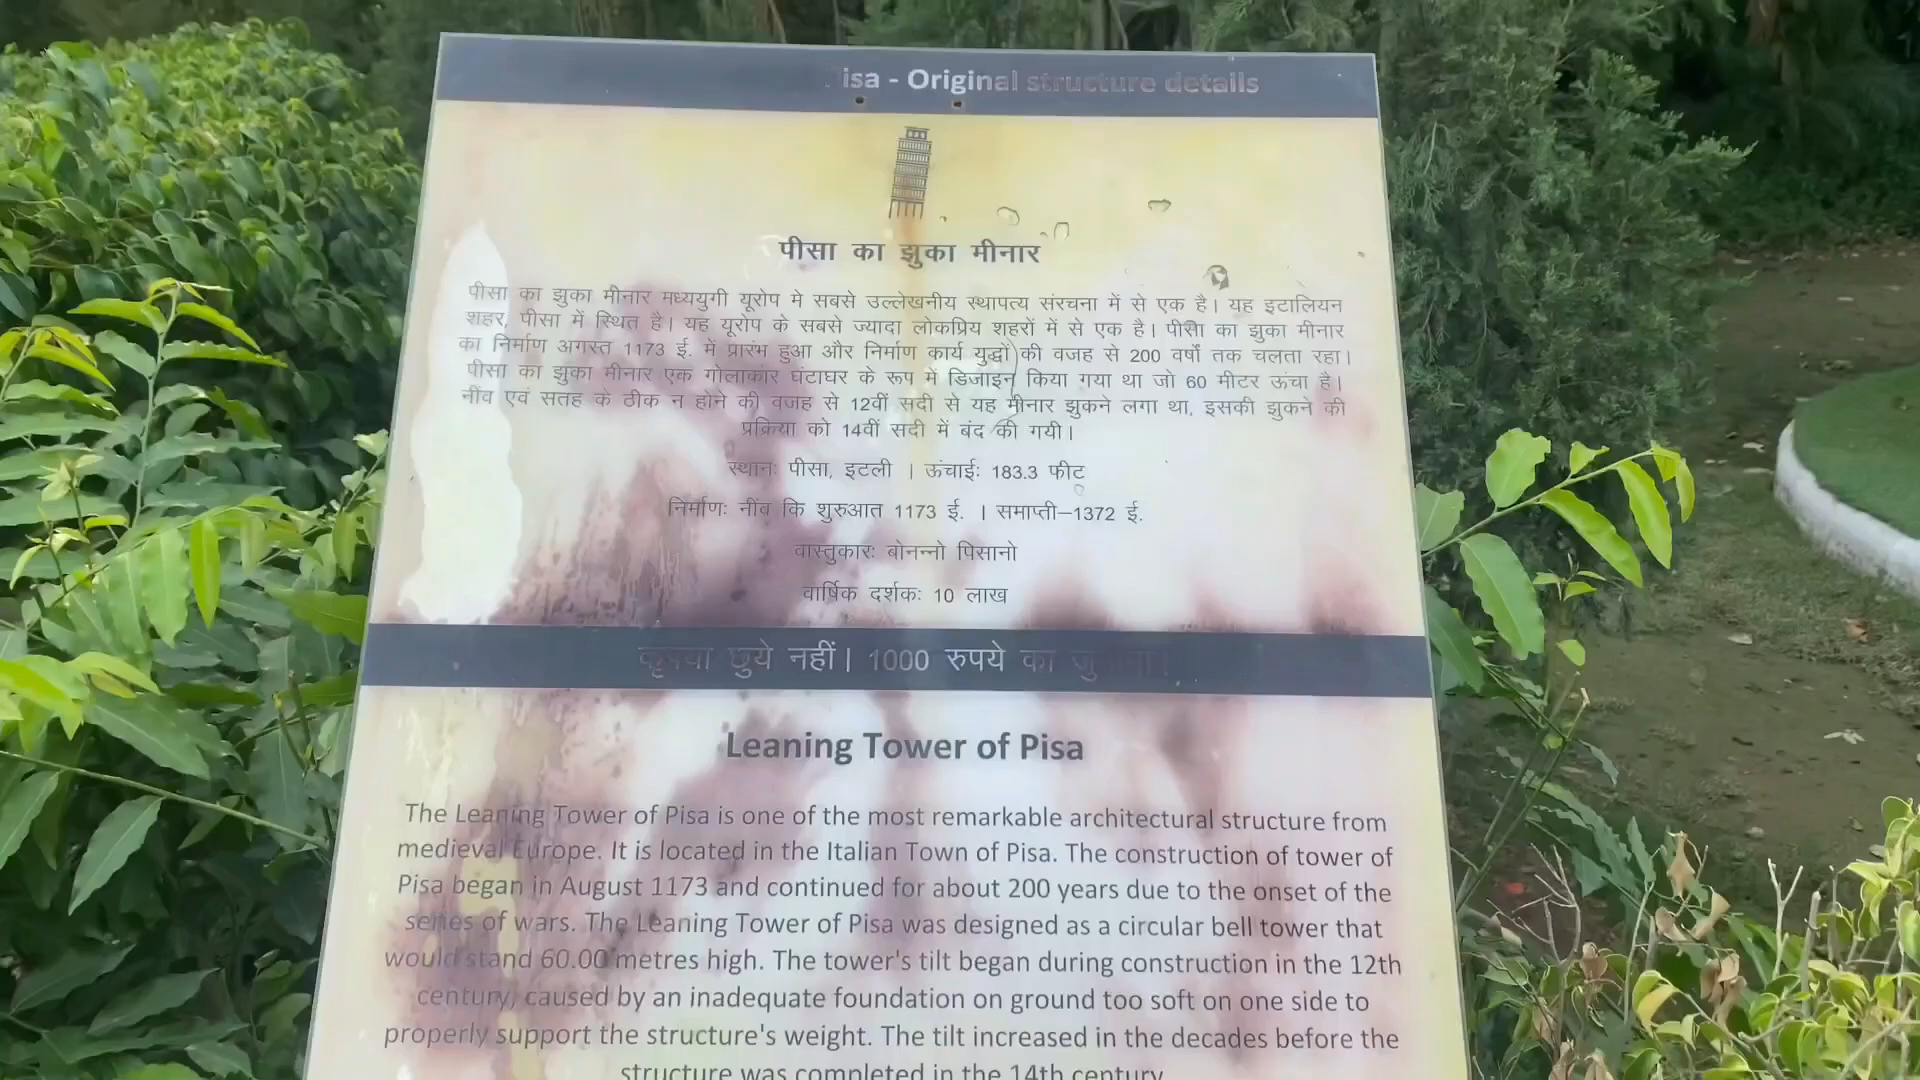 isa - Original structure details
पीसा का झुका मीनार
पीसा का झुका मीनार मध्ययुगी यूरोप मे सबसे उल्लेखनीय स्थापत्य संरचना में से एक है। यह इटालियन
शहर, पीसा में स्थित है। यह यूरोप के सबसे ज्यादा लोकप्रिय शहरों में से एक है। पीसा का झुका मीनार
का निर्माण अगस्त 1173 ई. में प्रारंभ हुआ और निर्माण कार्य युद्धों की वजह से 200 वर्षों तक चलता रहा।
पीसा का झुका मीनार एक गोलाकार घंटाघर के रूप में डिजाइन किया गया था जो 60 मीटर ऊंचा है।
नींव एवं सतह के ठीक न होने की वजह से 12वीं सदी से यह मीनार झुकने लगा था, इसकी झुकने की
प्रक्रिया को 14वीं सदी में बंद की गयी।
स्थानः पीसा, इटली । ऊंचाईः 183.3 फीट
निर्माणः नींव कि शुरुआत 1173 ई. । समाप्ती–1372 ई.
वास्तुकारः बोनन्नो पिसानो
वार्षिक दर्शकः 10 लाख
कृपया छुये नहीं। 1000 रुपये का
Leaning Tower of Pisa
The Leaning Tower of Pisa is one of the most remarkable architectural structure from
medieval Europe. It is located in the Italian Town of Pisa. The construction of tower of
Pisa began in August 1173 and continued for about 200 years due to the onset of the
series of wars. The Leaning Tower of Pisa was designed as a circular bell tower that
would stand 60.00 metres high. The tower's tilt began during construction in the 12th
century, caused by an inadequate foundation on ground too soft on one side to
properly support the structure's weight. The tilt increased in the decades before the
structure was completed in the 14th century